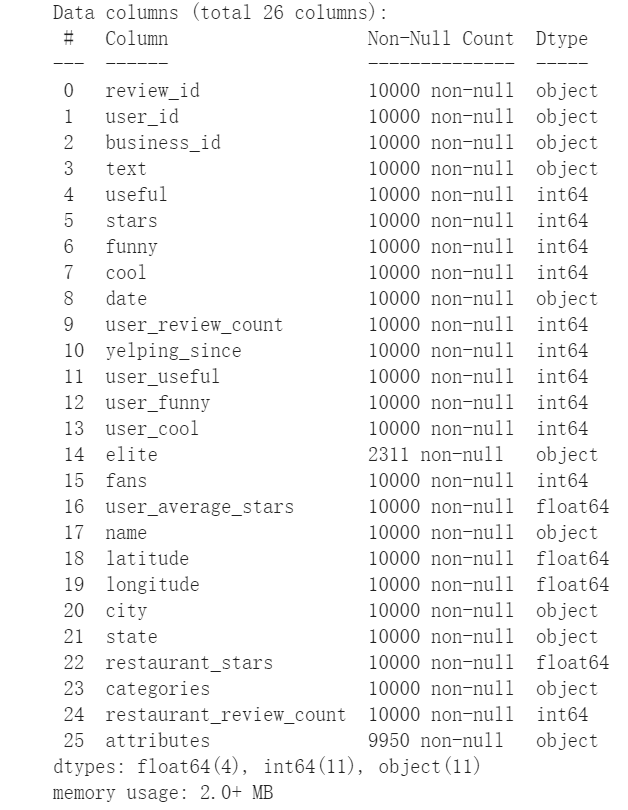 Data columns (total 26 columns):
 #   Column                   Non-Null Count  Dtype
---  ------                   --------------  -----
 0   review_id                10000 non-null  object
 1   user_id                  10000 non-null  object
 2   business_id              10000 non-null  object
 3   text                     10000 non-null  object
 4   useful                   10000 non-null  int64
 5   stars                    10000 non-null  int64
 6   funny                    10000 non-null  int64
 7   cool                     10000 non-null  int64
 8   date                     10000 non-null  object
 9   user_review_count        10000 non-null  int64
 10  yelping_since            10000 non-null  int64
 11  user_useful              10000 non-null  int64
 12  user_funny               10000 non-null  int64
 13  user_cool                10000 non-null  int64
 14  elite                    2311 non-null   object
 15  fans                     10000 non-null  int64
 16  user_average_stars       10000 non-null  float64
 17  name                     10000 non-null  object
 18  latitude                 10000 non-null  float64
 19  longitude                10000 non-null  float64
 20  city                     10000 non-null  object
 21  state                    10000 non-null  object
 22  restaurant_stars         10000 non-null  float64
 23  categories               10000 non-null  object
 24  restaurant_review_count  10000 non-null  int64
 25  attributes               9950 non-null   object
dtypes: float64(4), int64(11), object(11)
memory usage: 2.0+ MB